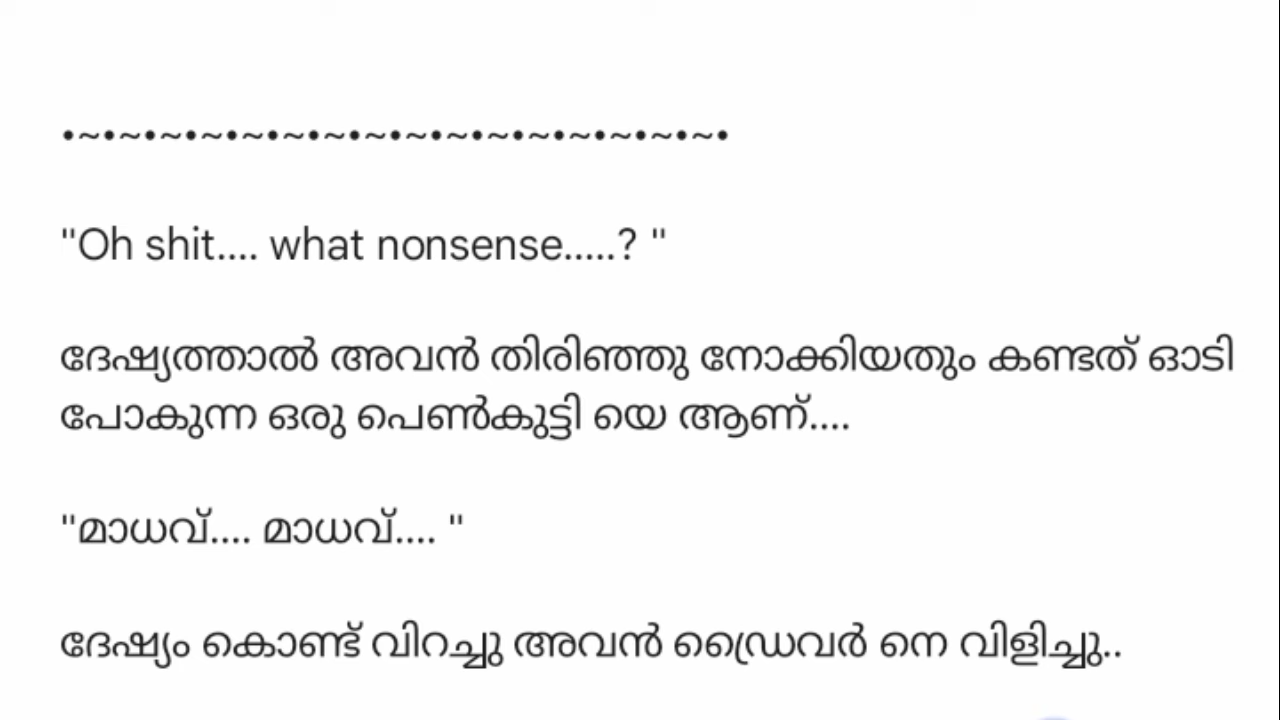 •~•~•~•~•~•~•~•~•~•~•~•~•~•~•~•~•
"Oh shit.... what nonsense.....? "
ദേഷ്യത്താൽ അവൻ തിരിഞ്ഞു നോക്കിയതും കണ്ടത് ഓടി
പോകുന്ന ഒരു പെൺകുട്ടി യെ ആണ്....
"മാധവ്.... മാധവ്.... "
ദേഷ്യം കൊണ്ട് വിറച്ചു അവൻ ഡ്രൈവർ നെ വിളിച്ചു..